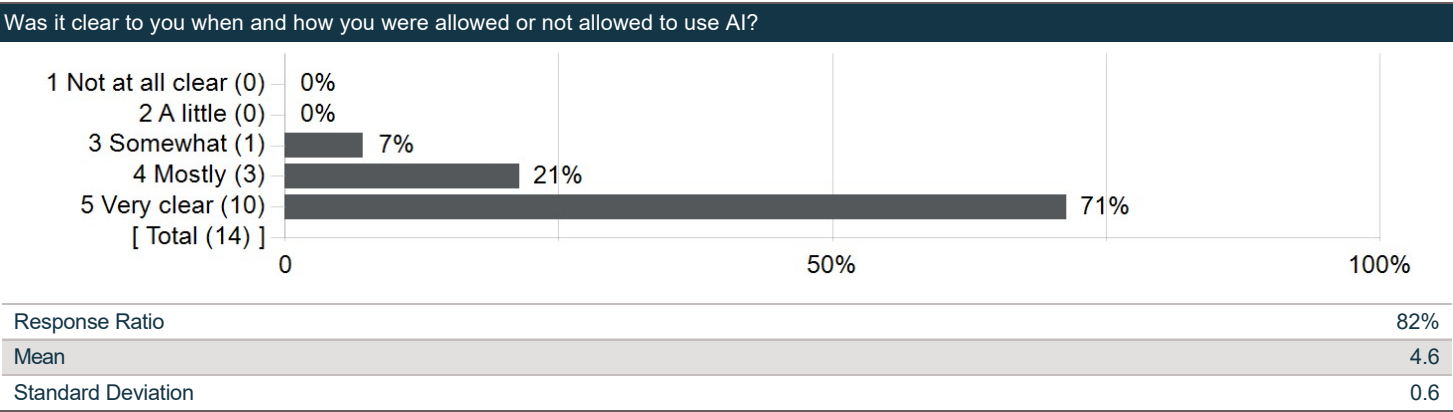 Was it clear to you when and how you were allowed or not allowed to use AI?
1 Not at all clear (0) 0%
2 A little (0) 0%
3 Somewhat (1) 7%
4 Mostly (3) 21%
5 Very clear (10) 71%
[ Total (14) ]
0 50% 100%
Response Ratio 82%
Mean 4.6
Standard Deviation 0.6